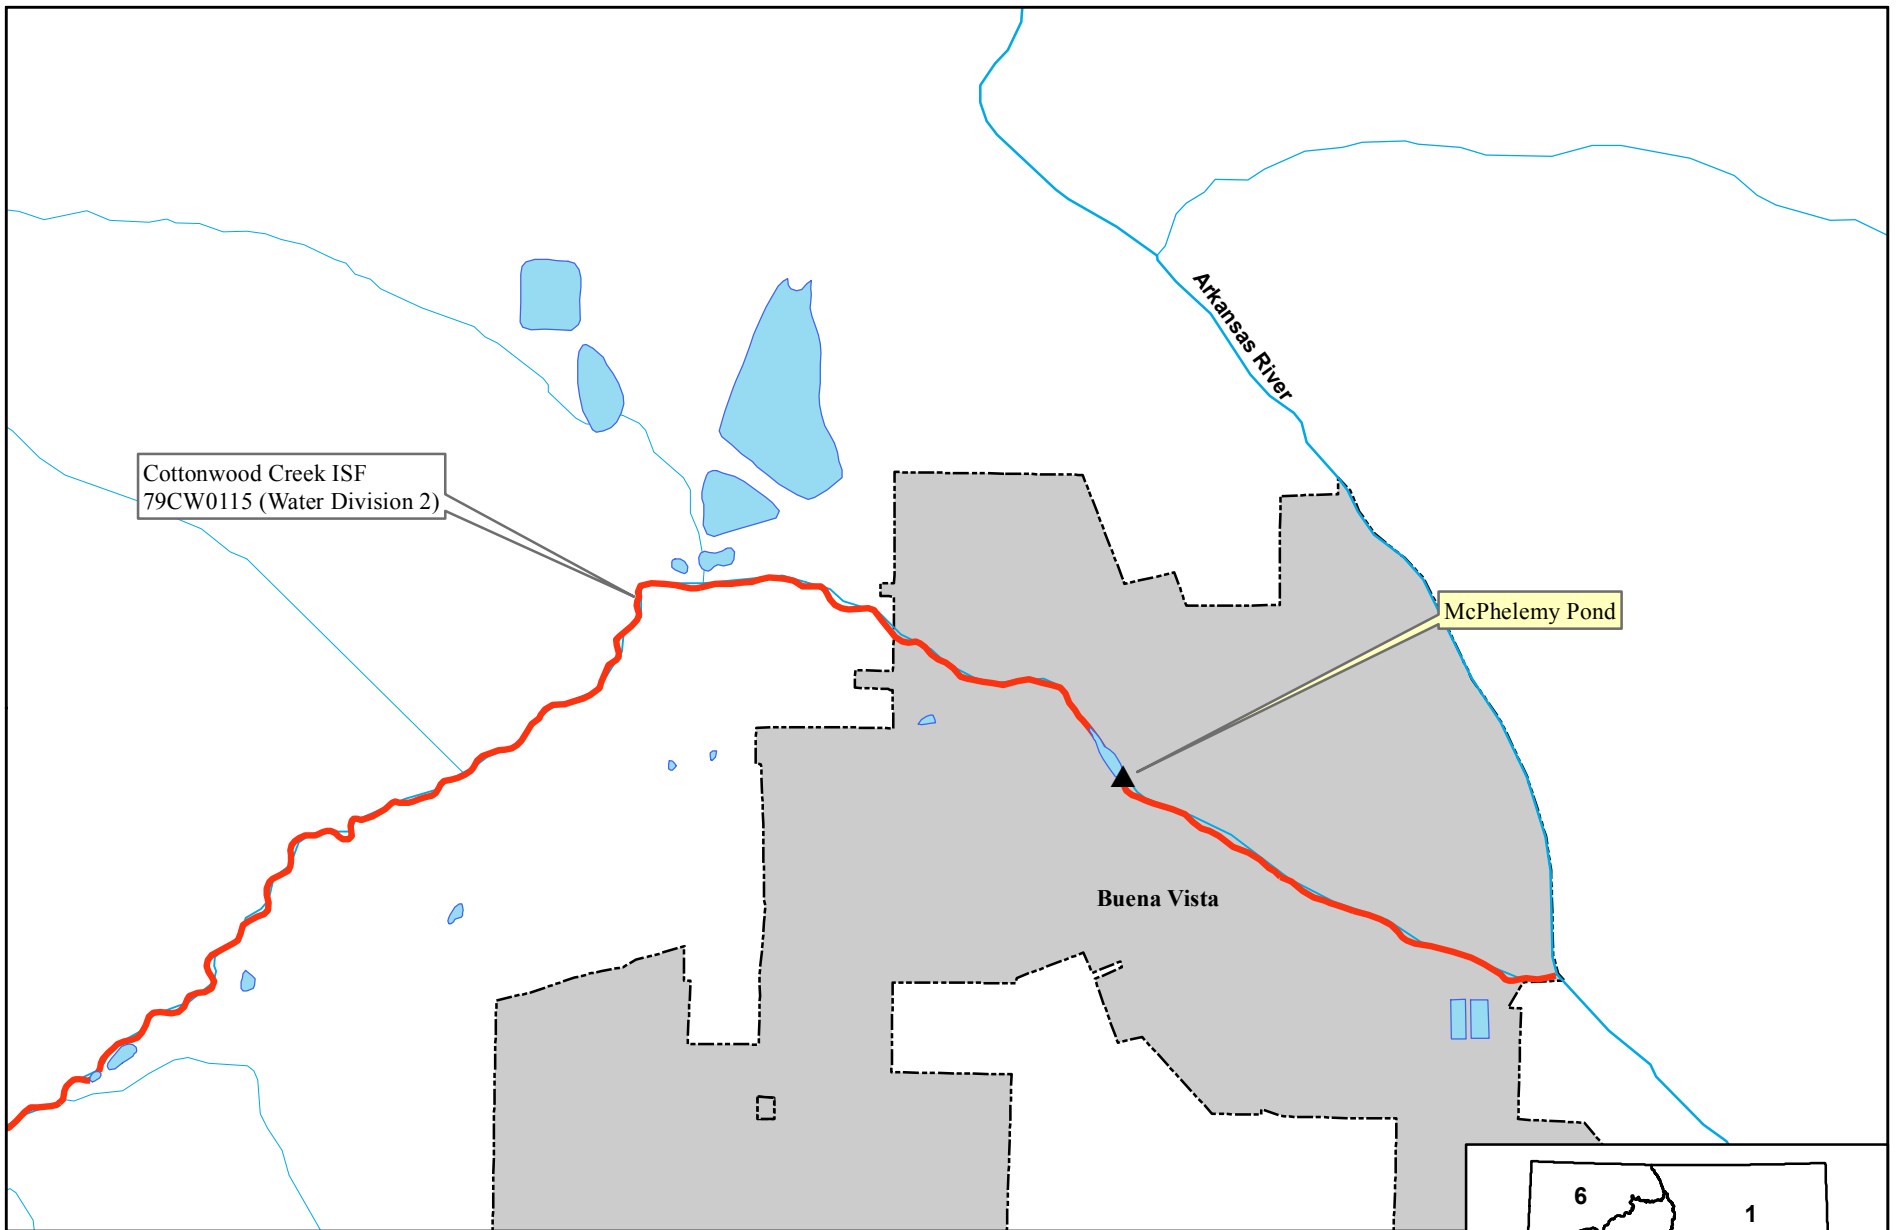 Arkansas River
Cottonwood Creek ISF
79CW0115 (Water Division 2)
McPhelemy Pond
Buena Vista
6
1